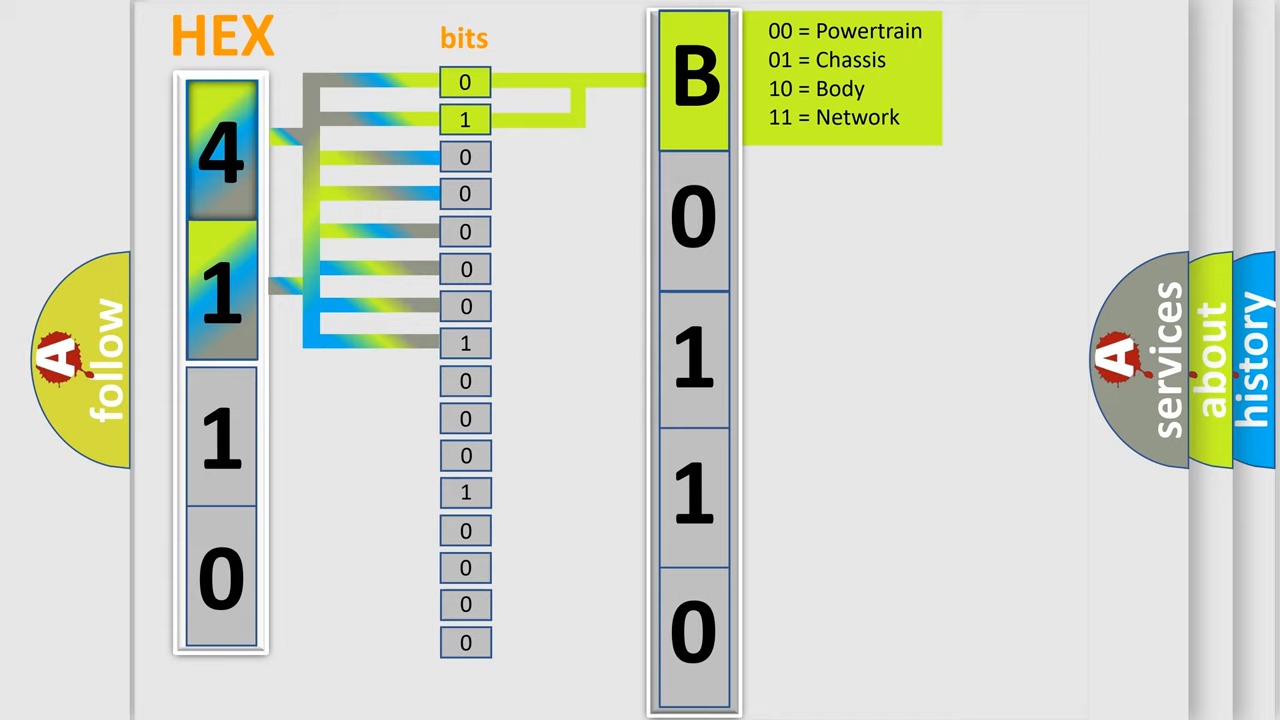 HEX
bits
4
1
1
0
0
1
0
0
0
0
0
1
0
0
0
1
0
0
0
0
B
0
1
1
0
00 = Powertrain
01 = Chassis
10 = Body
11 = Network
A
follow
A
services
about
history